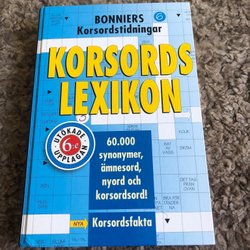 BONNIERS
Korsordstidningar
KORSORDS
LEXIKON
UTÖKADE
6:e
UPPLAGAN
60.000
synonymer,
ämnesord,
nyord och
korsordsord!
NYA
Korsordsfakta